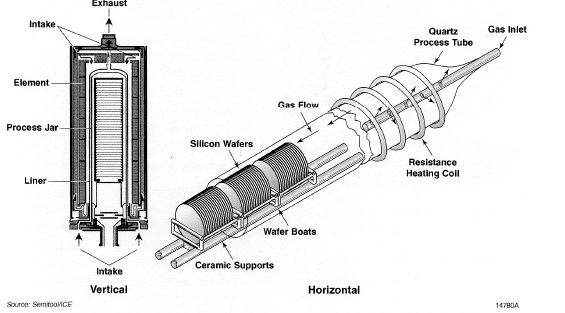 Exhaust
Intake
Element
Process Jar
Liner
Intake
Vertical
Quartz
Process Tube
Gas Inlet
Gas Flow
Silicon Wafers
Resistance
Heating Coil
Wafer Boats
Ceramic Supports
Horizontal
Source: Semitool/ICE
14780A